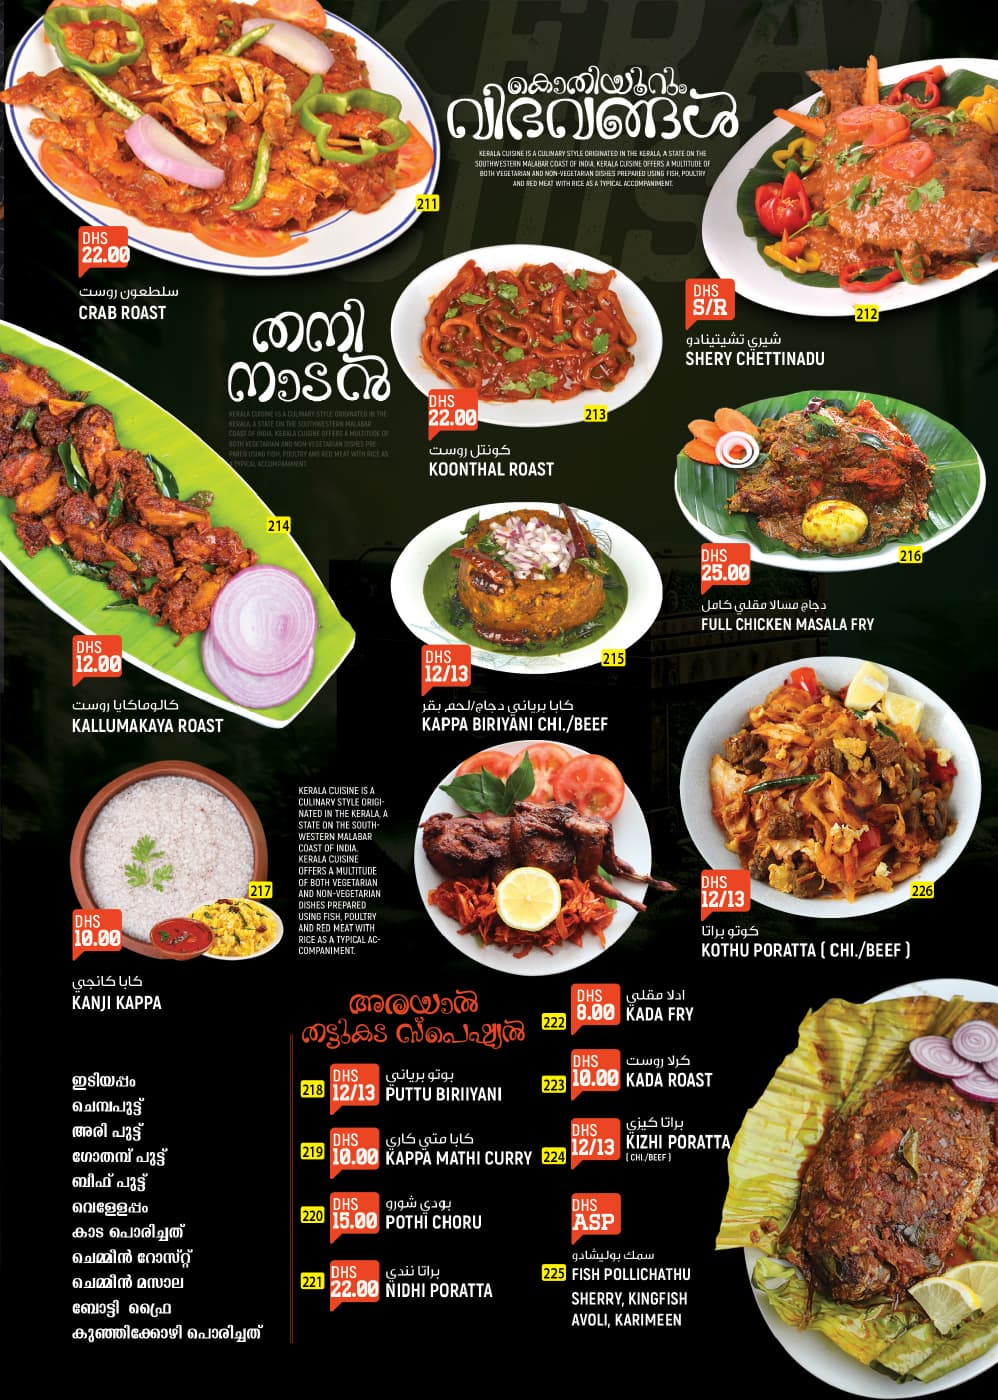 കൊതിയൂറും
വിഭവങ്ങൾ
KERALA CUISINE IS A CULINARY STYLE ORIGINATED IN THE KERALA, A STATE ON THE
SOUTHWESTERN MALABAR COAST OF INDIA. KERALA CUISINE OFFERS A MULTITUDE OF
BOTH VEGETARIAN AND NON-VEGETARIAN DISHES PREPARED USING FISH, POULTRY
AND RED MEAT WITH RICE AS A TYPICAL ACCOMPANIMENT.
211
DHS
22.00
سلطعون روست
CRAB ROAST
212
DHS
S/R
شيري تشيتينادو
SHERY CHETTINADU
തനി
നാടൻ
KERALA CUISINE IS A CULINARY STYLE ORIGINATED IN THE
KERALA, A STATE ON THE SOUTHWESTERN MALABAR
COAST OF INDIA. KERALA CUISINE OFFERS A MULTITUDE OF
BOTH VEGETARIAN AND NON-VEGETARIAN DISHES PRE-
PARED USING FISH, POULTRY AND RED MEAT WITH RICE AS
A TYPICAL ACCOMPANIMENT.
213
DHS
22.00
كونتل روست
KOONTHAL ROAST
214
DHS
12.00
كالوماكايا روست
KALLUMAKAYA ROAST
215
DHS
12/13
كابا برياني دجاج/لحم بقر
KAPPA BIRIYANI CHI./BEEF
216
DHS
25.00
دجاج مسالا مقلي كامل
FULL CHICKEN MASALA FRY
217
DHS
10.00
كابا كانجي
KANJI KAPPA
KERALA CUISINE IS A
CULINARY STYLE ORIGI-
NATED IN THE KERALA, A
STATE ON THE SOUTH-
WESTERN MALABAR
COAST OF INDIA.
KERALA CUISINE
OFFERS A MULTITUDE
OF BOTH VEGETARIAN
AND NON-VEGETARIAN
DISHES PREPARED
USING FISH, POULTRY
AND RED MEAT WITH
RICE AS A TYPICAL AC-
COMPANIMENT.
226
DHS
12/13
كوتو براتا
KOTHU PORATTA ( CHI./BEEF )
ഇടിയപ്പം
ചെമ്പപുട്ട്
അരി പുട്ട്
ഗോതമ്പ് പുട്ട്
ബീഫ് പുട്ട്
വെള്ളേപ്പം
കാട പൊരിച്ചത്
ചെമ്മീൻ റോസ്റ്റ്
ചെമ്മീൻ മസാല
ബോട്ടി ഫ്രൈ
കുഞ്ഞിക്കോഴി പൊരിച്ചത്
അരയാൽ
തട്ടുകട സ്പെഷ്യൽ
218
DHS
12/13
بوتو برياني
PUTTU BIRIIYANI
219
DHS
10.00
كابا متي كاري
KAPPA MATHI CURRY
220
DHS
15.00
بودي شورو
POTHI CHORU
221
DHS
22.00
براتا نندي
NIDHI PORATTA
222
DHS
8.00
ادلا مقلي
KADA FRY
223
DHS
10.00
كرلا روست
KADA ROAST
224
DHS
12/13
براتا كيزي
KIZHI PORATTA
( CHI./BEEF )
DHS
ASP
سمك بوليشادو
225
FISH POLLICHATHU
SHERRY, KINGFISH
AVOLI, KARIMEEN